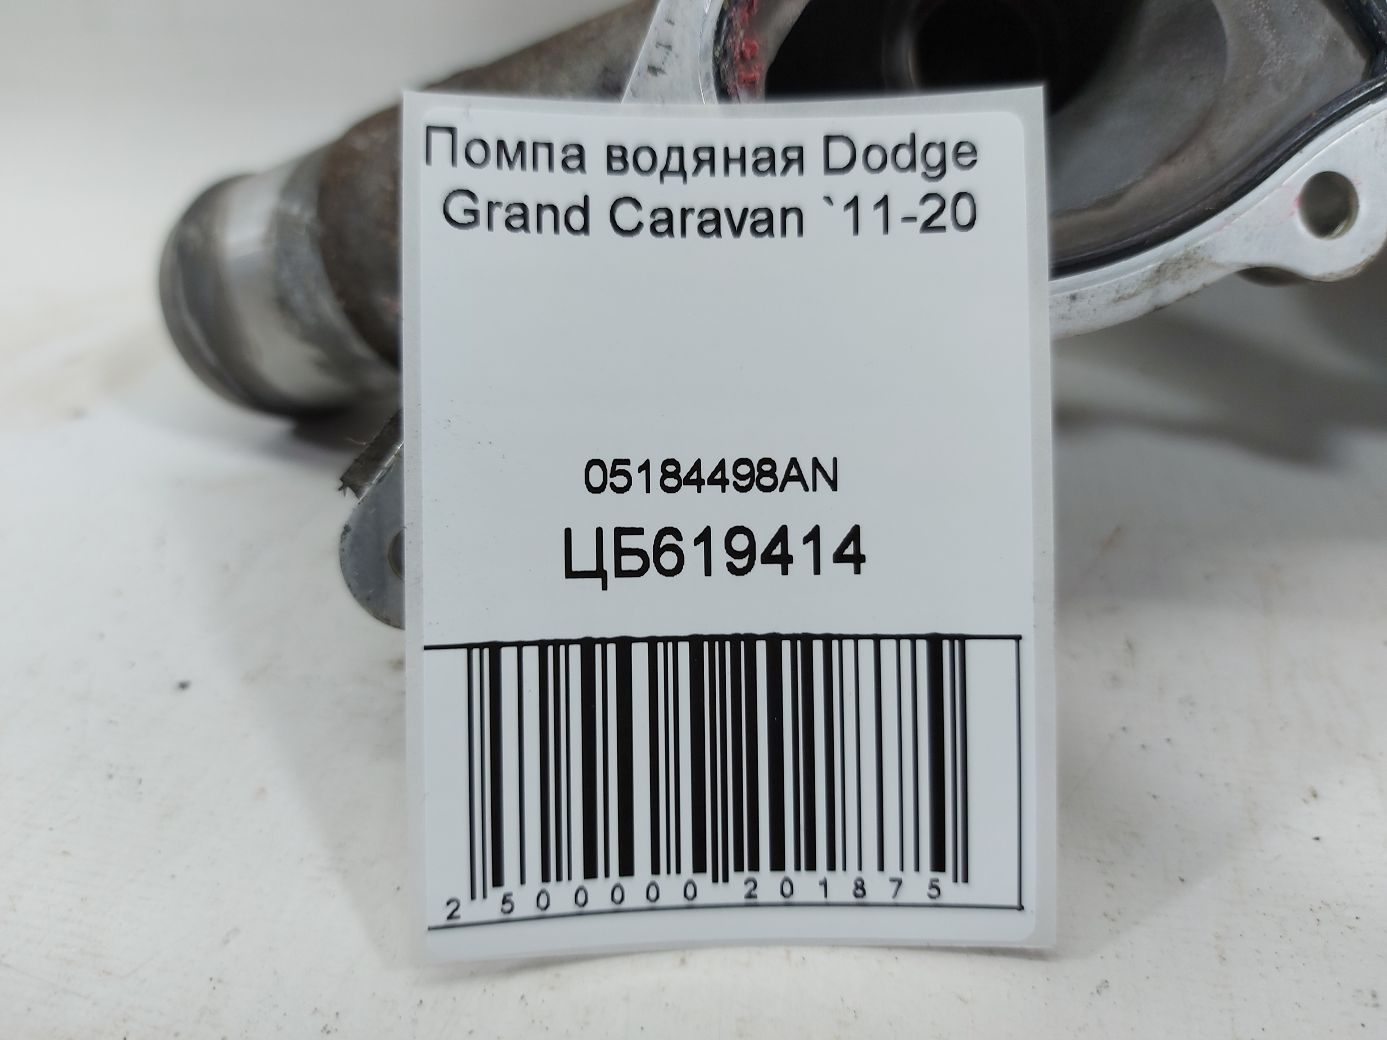 Помпа водяная Dodge
Grand Caravan `11-20
05184498AN
ЦБ619414
2 500000 201875